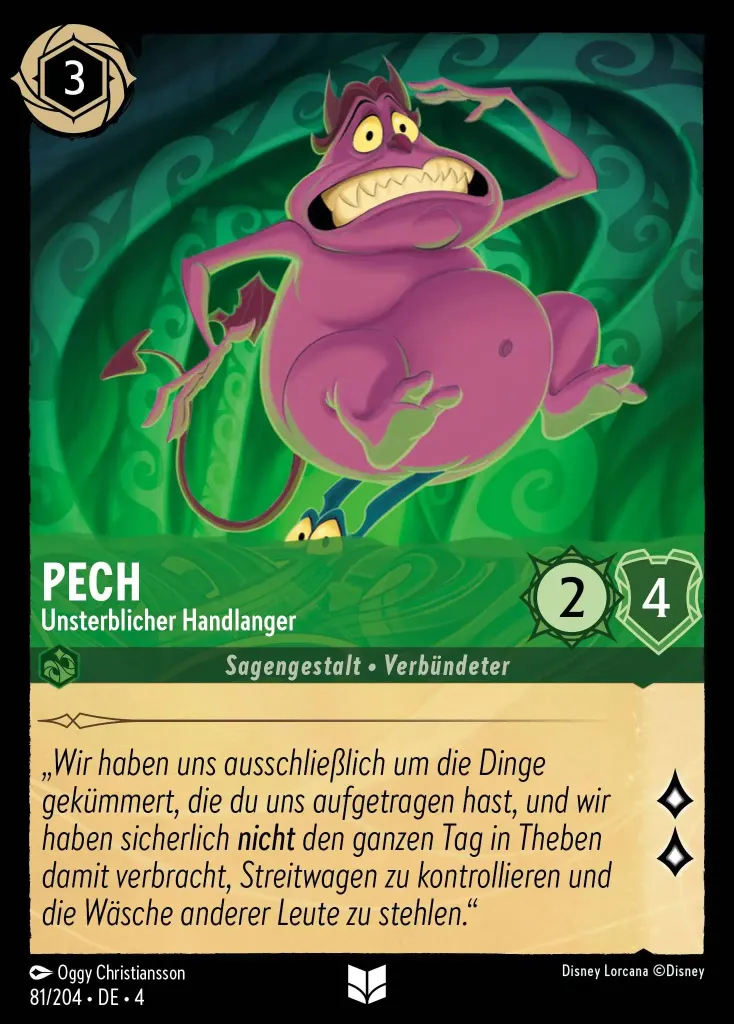 3
PECH
Unsterblicher Handlanger
2
4
Sagengestalt • Verbündeter
„Wir haben uns ausschließlich um die Dinge
gekümmert, die du uns aufgetragen hast, und wir
haben sicherlich nicht den ganzen Tag in Theben
damit verbracht, Streitwagen zu kontrollieren und
die Wäsche anderer Leute zu stehlen.“
Oggy Christiansson
81/204 • DE • 4
Disney Lorcana ©Disney